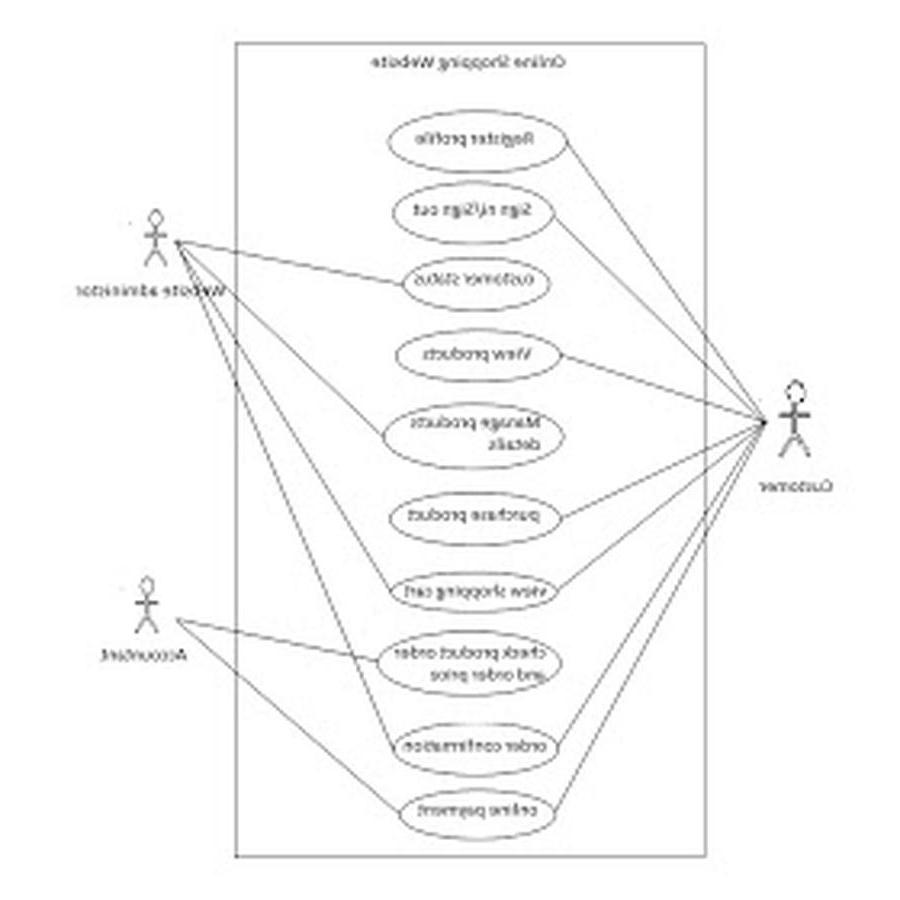 Online Shopping Website
Register profile
Sign in/Sign out
customer status
Website administor
View products
Manage products
details
Customer
purchase product
view shopping cart
check product order
and order price
Accountant
order confirmation
online payment